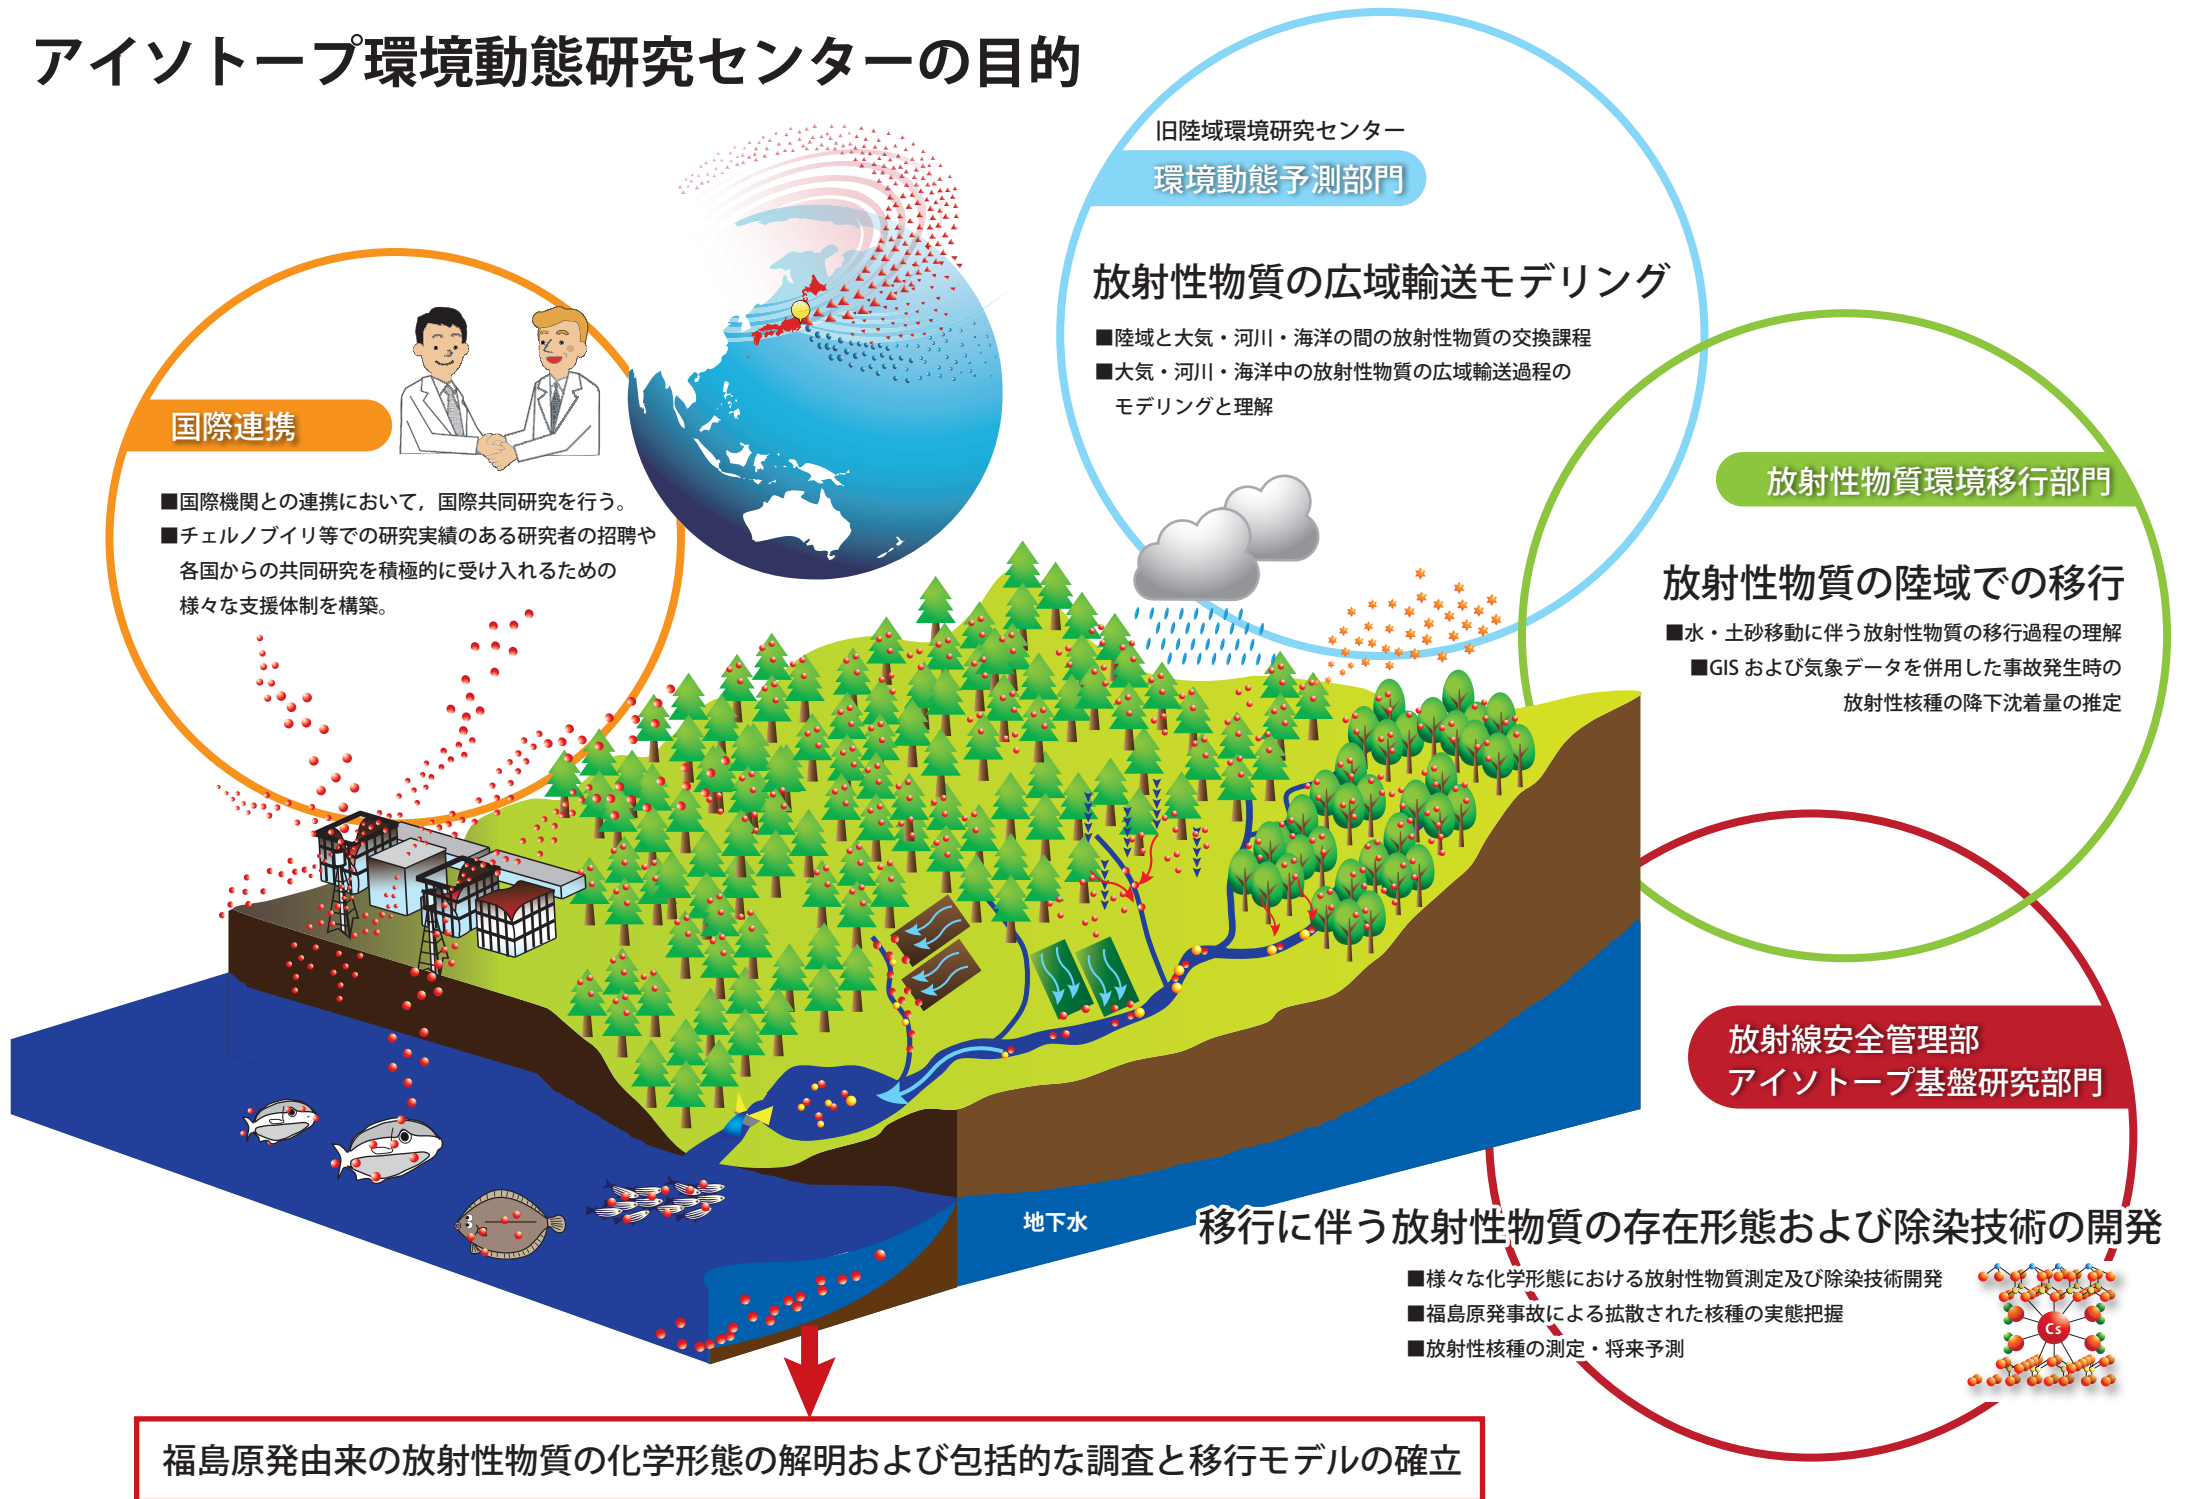 アイソトープ環境動態研究センターの目的
旧陸域環境研究センター
環境動態予測部門
放射性物質の広域輸送モデリング
■陸域と大気・河川・海洋の間の放射性物質の交換課程
■大気・河川・海洋中の放射性物質の広域輸送過程の
モデリングと理解
国際連携
■国際機関との連携において，国際共同研究を行う。
■チェルノブイリ等での研究実績のある研究者の招聘や
各国からの共同研究を積極的に受け入れるための
様々な支援体制を構築。
放射性物質環境移行部門
放射性物質の陸域での移行
■水・土砂移動に伴う放射性物質の移行過程の理解
■GIS および気象データを併用した事故発生時の
放射性核種の降下沈着量の推定
放射線安全管理部
アイソトープ基盤研究部門
地下水
移行に伴う放射性物質の存在形態および除染技術の開発
■様々な化学形態における放射性物質測定及び除染技術開発
■福島原発事故による拡散された核種の実態把握
■放射性核種の測定・将来予測
Cs
福島原発由来の放射性物質の化学形態の解明および包括的な調査と移行モデルの確立